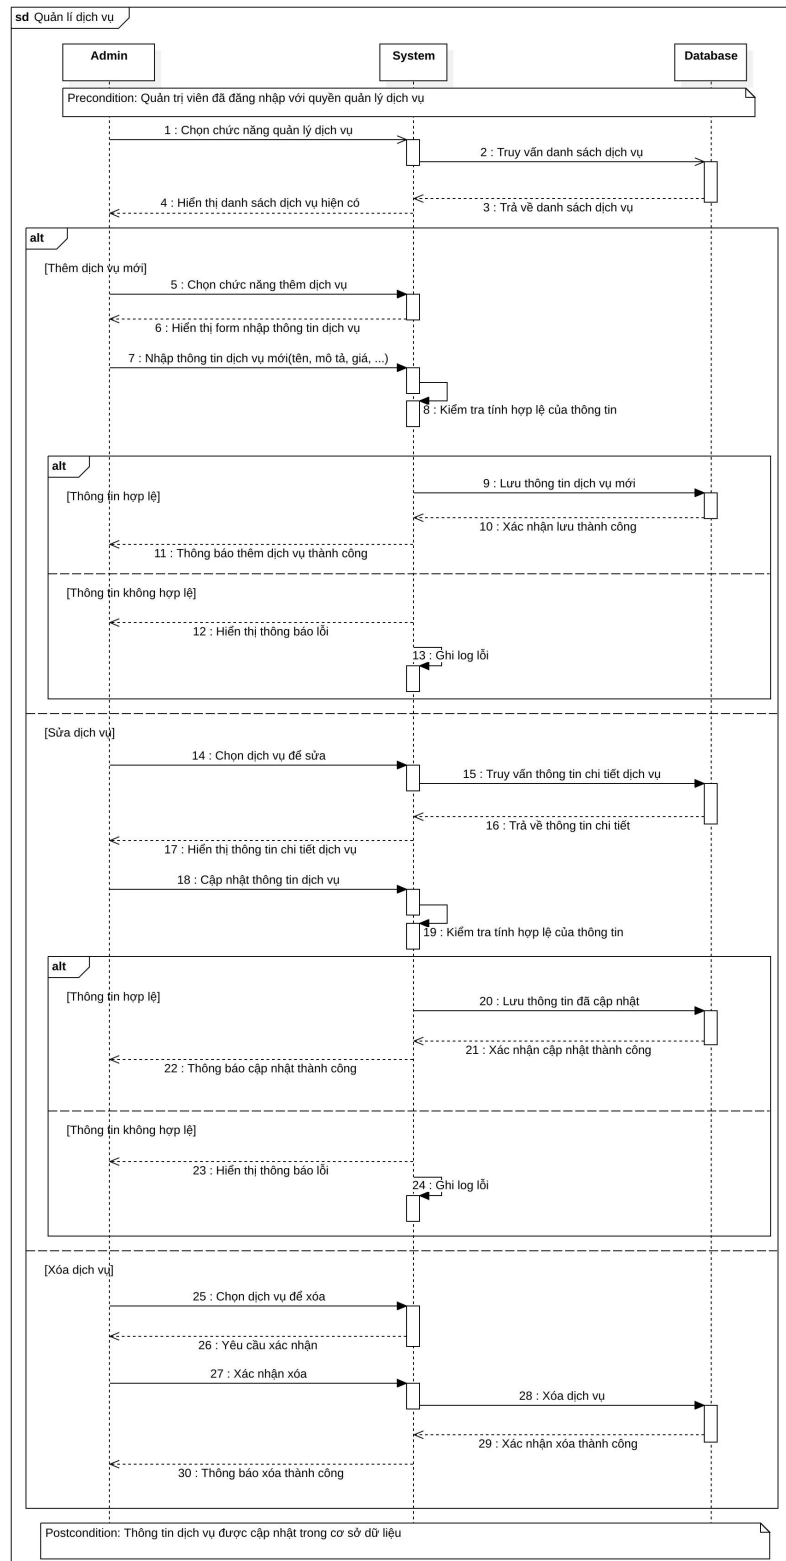 sd Quản lí dịch vụ
Admin
System
Database
Precondition: Quản trị viên đã đăng nhập với quyền quản lý dịch vụ
1 : Chọn chức năng quản lý dịch vụ
2 : Truy vấn danh sách dịch vụ
3 : Trả về danh sách dịch vụ
4 : Hiển thị danh sách dịch vụ hiện có
alt
[Thêm dịch vụ mới]
5 : Chọn chức năng thêm dịch vụ
6 : Hiển thị form nhập thông tin dịch vụ
7 : Nhập thông tin dịch vụ mới(tên, mô tả, giá, ...)
8 : Kiểm tra tính hợp lệ của thông tin
alt
[Thông tin hợp lệ]
9 : Lưu thông tin dịch vụ mới
10 : Xác nhận lưu thành công
11 : Thông báo thêm dịch vụ thành công
[Thông tin không hợp lệ]
12 : Hiển thị thông báo lỗi
13 : Ghi log lỗi
[Sửa dịch vụ]
14 : Chọn dịch vụ để sửa
15 : Truy vấn thông tin chi tiết dịch vụ
16 : Trả về thông tin chi tiết
17 : Hiển thị thông tin chi tiết dịch vụ
18 : Cập nhật thông tin dịch vụ
19 : Kiểm tra tính hợp lệ của thông tin
alt
[Thông tin hợp lệ]
20 : Lưu thông tin đã cập nhật
21 : Xác nhận cập nhật thành công
22 : Thông báo cập nhật thành công
[Thông tin không hợp lệ]
23 : Hiển thị thông báo lỗi
24 : Ghi log lỗi
[Xóa dịch vụ]
25 : Chọn dịch vụ để xóa
26 : Yêu cầu xác nhận
27 : Xác nhận xóa
28 : Xóa dịch vụ
29 : Xác nhận xóa thành công
30 : Thông báo xóa thành công
Postcondition: Thông tin dịch vụ được cập nhật trong cơ sở dữ liệu